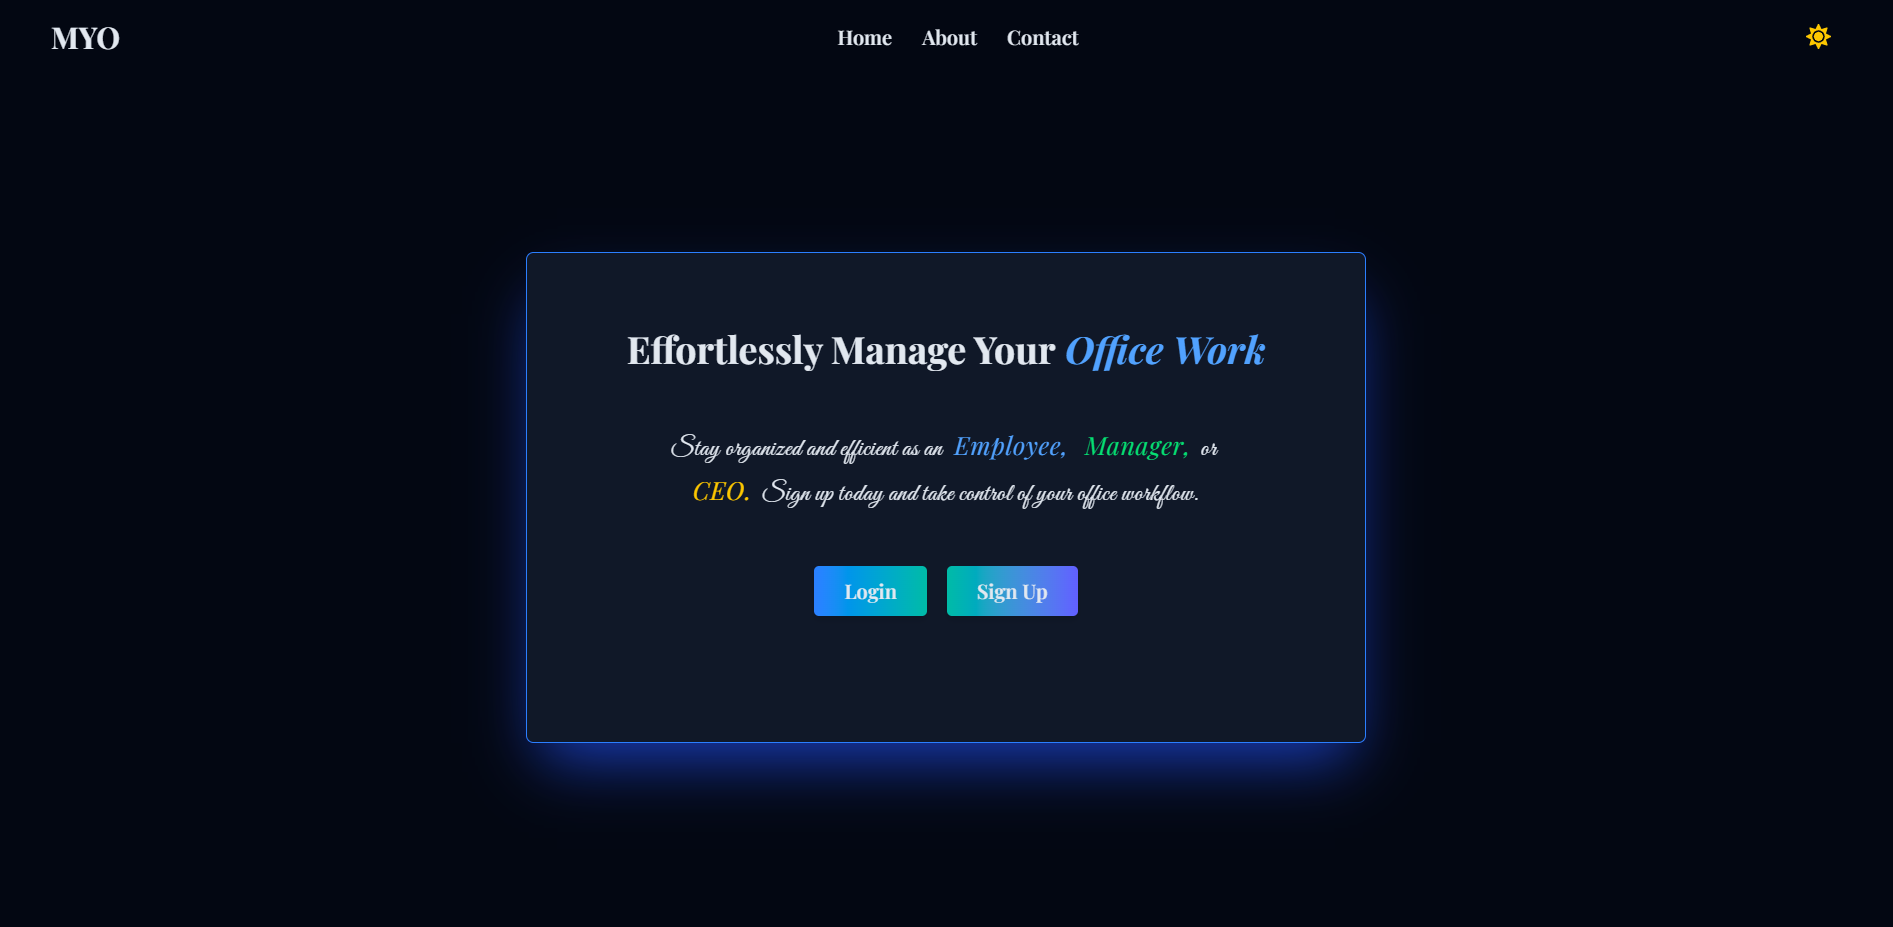 MYO
Home About Contact
Effortlessly Manage Your Office Work
Stay organized and efficient as an Employee, Manager, or
CEO. Sign up today and take control of your office workflow.
Login Sign Up